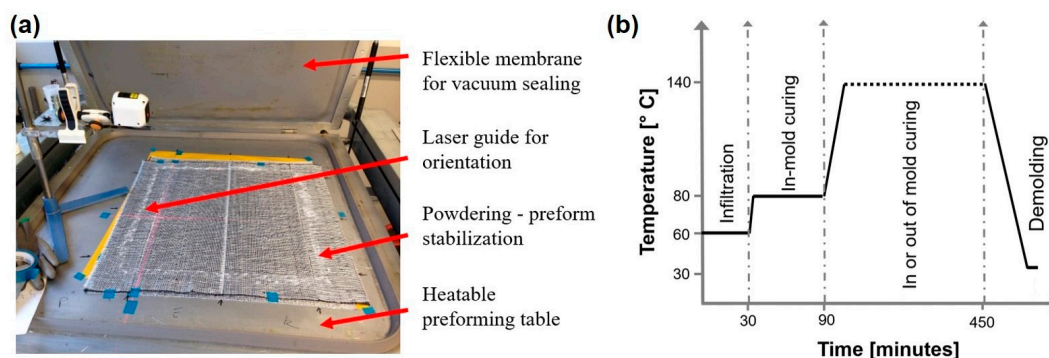 (a)
Flexible membrane
for vacuum sealing
Laser guide for
orientation
Powdering - preform
stabilization
Heatable
preforming table
(b)
Temperature [° C]
140
80
60
30
Infiltration
In-mold curing
In or out of mold curing
Demolding
30
90
450
Time [minutes]